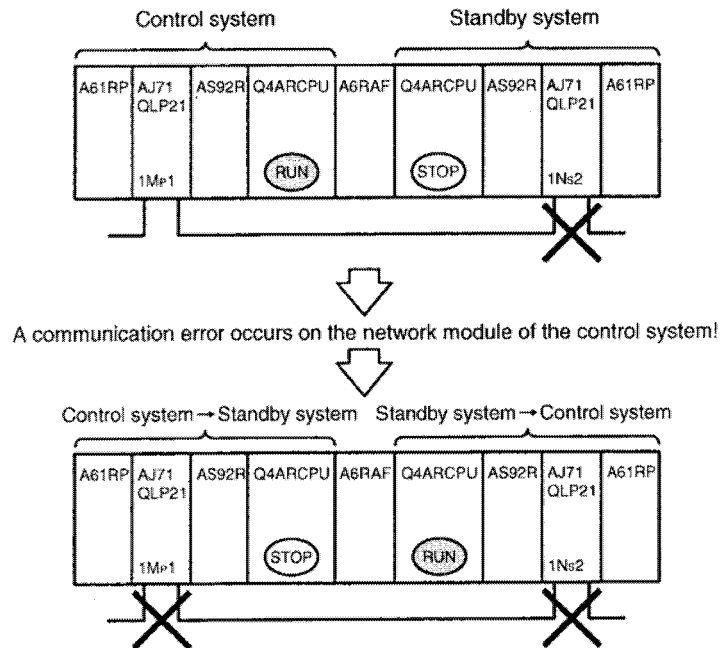 Control system Standby system
A61RP AJ71 QLP21 AS92R Q4ARCPU A6RAF Q4ARCPU AS92R AJ71 QLP21 A61RP
RUN STOP
1MP1 1NS2
A communication error occurs on the network module of the control system!
Control system→Standby system Standby system→Control system
A61RP AJ71 QLP21 AS92R Q4ARCPU A6RAF Q4ARCPU AS92R AJ71 QLP21 A61RP
STOP RUN
1MP1 1NS2